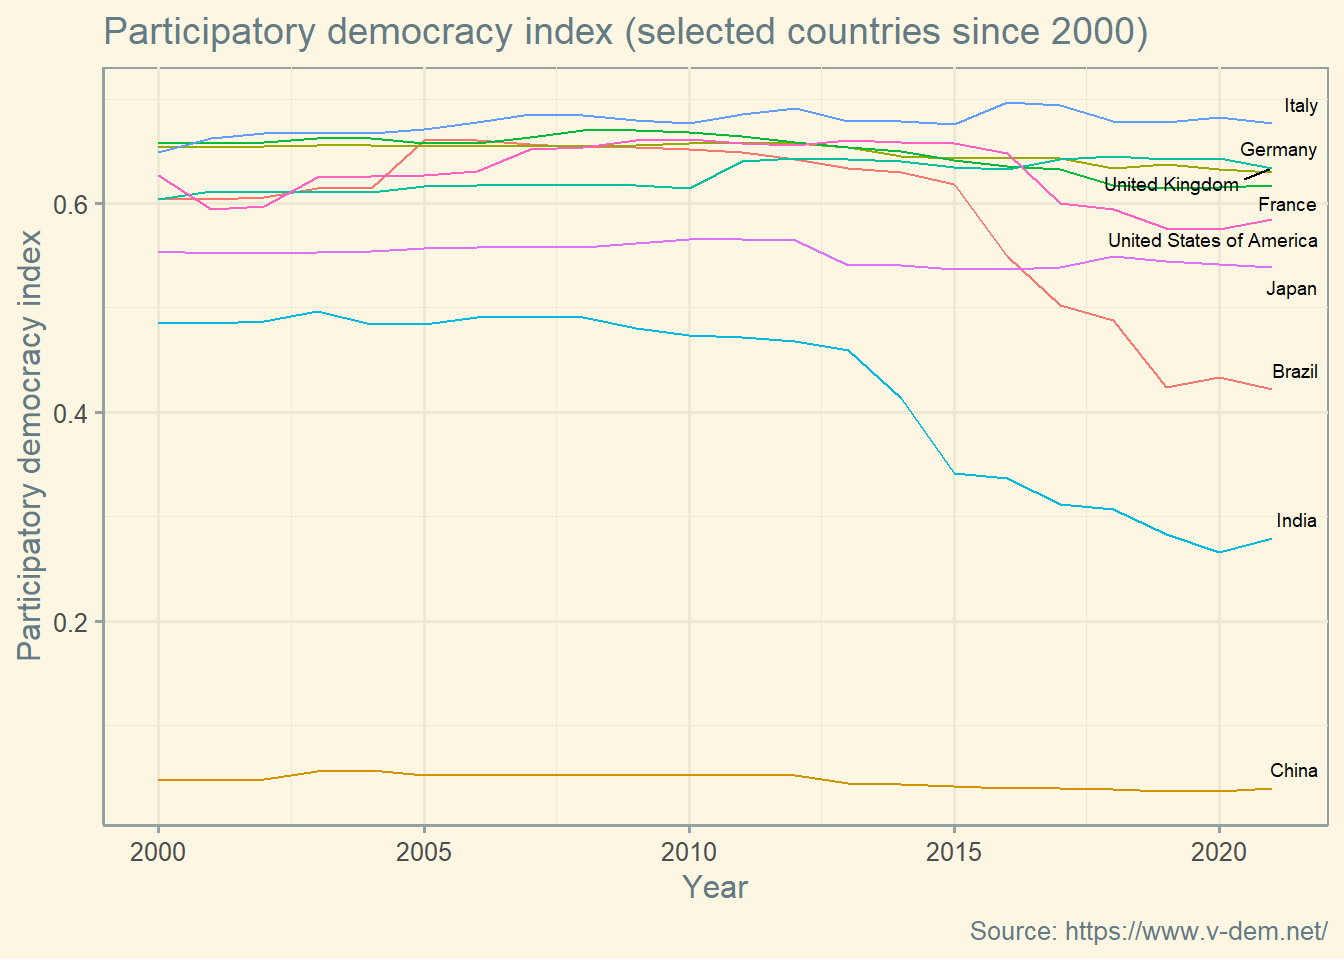 Participatory democracy index (selected countries since 2000)
Participatory democracy index
0.6
0.4
0.2
Italy
Germany
United Kingdom
France
United States of America
Japan
Brazil
India
China
2000 2005 2010 2015 2020
Year
Source: https://www.v-dem.net/